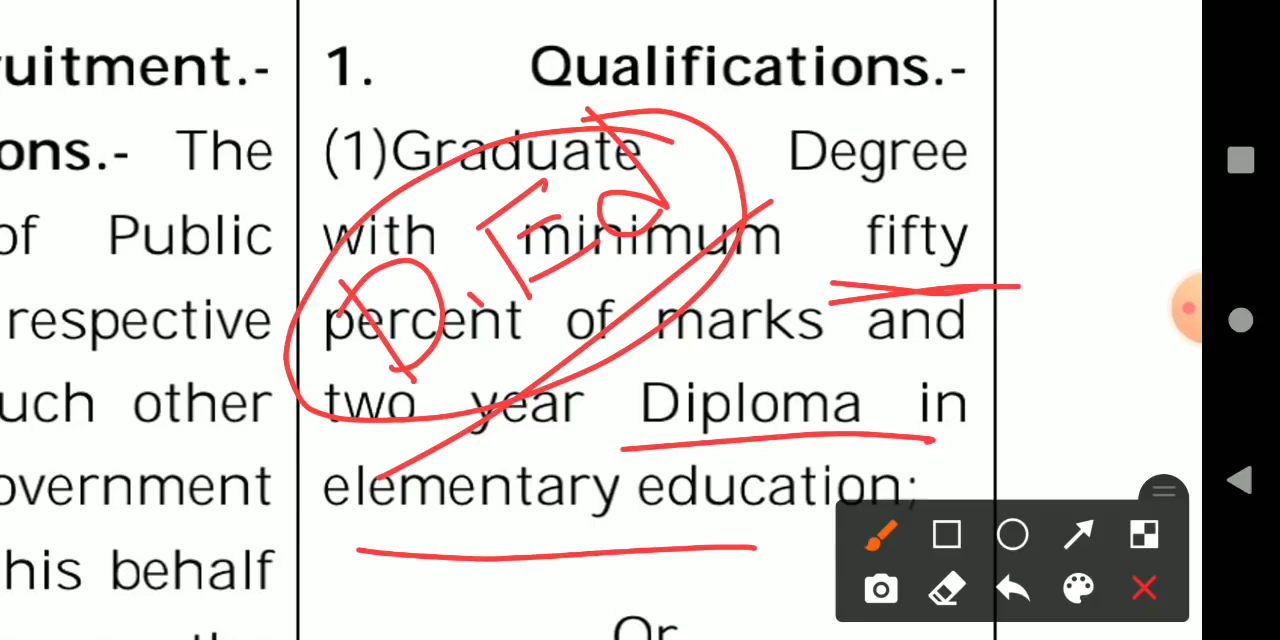 ruitment.-
ons.- The
of Public
respective
uch other
overnment
his behalf
the
1. Qualifications.-
(1)Graduate Degree
with minimum fifty
percent of marks and
two year Diploma in
elementary education;
Or
D.Ed